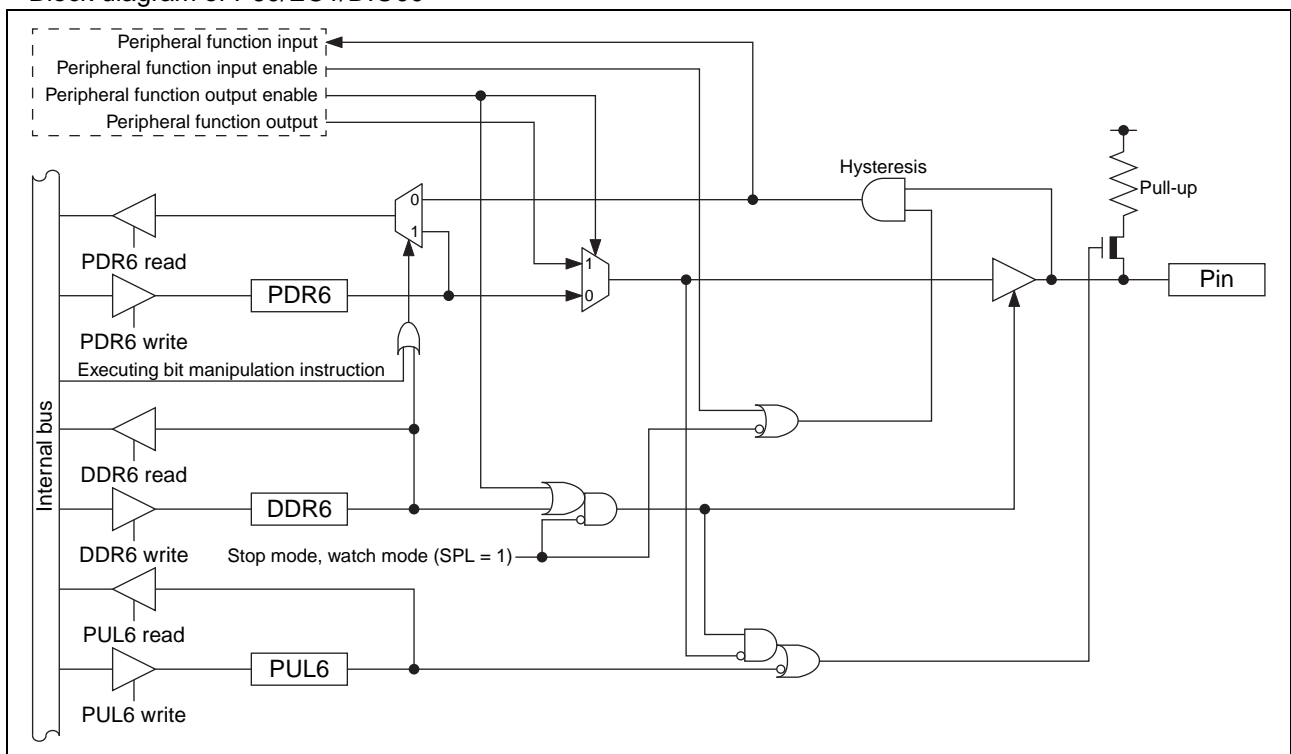 Peripheral function input
Peripheral function input enable
Peripheral function output enable
Peripheral function output
Hysteresis
Pull-up
0
1
PDR6 read
1
0
PDR6
Pin
PDR6 write
Executing bit manipulation instruction
Internal bus
DDR6 read
DDR6
DDR6 write
Stop mode, watch mode (SPL = 1)
PUL6 read
PUL6
PUL6 write